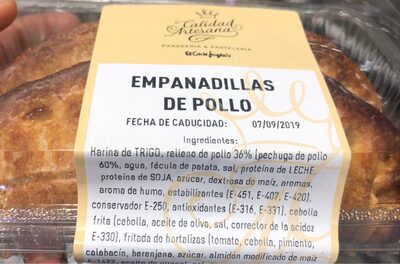 Calidad
Artesana
PANADERÍA & PASTELERÍA
El Corte Inglés
EMPANADILLAS
DE POLLO
FECHA DE CADUCIDAD: 07/09/2019
Ingredientes:
Harina de TRIGO, relleno de pollo 36% (pechuga de pollo
60%, agua, fécula de patata, sal, proteína de LECHE,
proteína de SOJA, azúcar, dextrosa de maíz, aromas,
aroma de humo, estabilizantes (E-451, E-407, E-420),
conservador E-250, antioxidantes (E-316, E-331), cebolla
frita (cebolla, aceite de oliva, sal, corrector de la acidez
E-330), fritada de hortalizas (tomate, cebolla, pimiento,
calabacín, berenjena, azúcar, almidón modificado de maíz